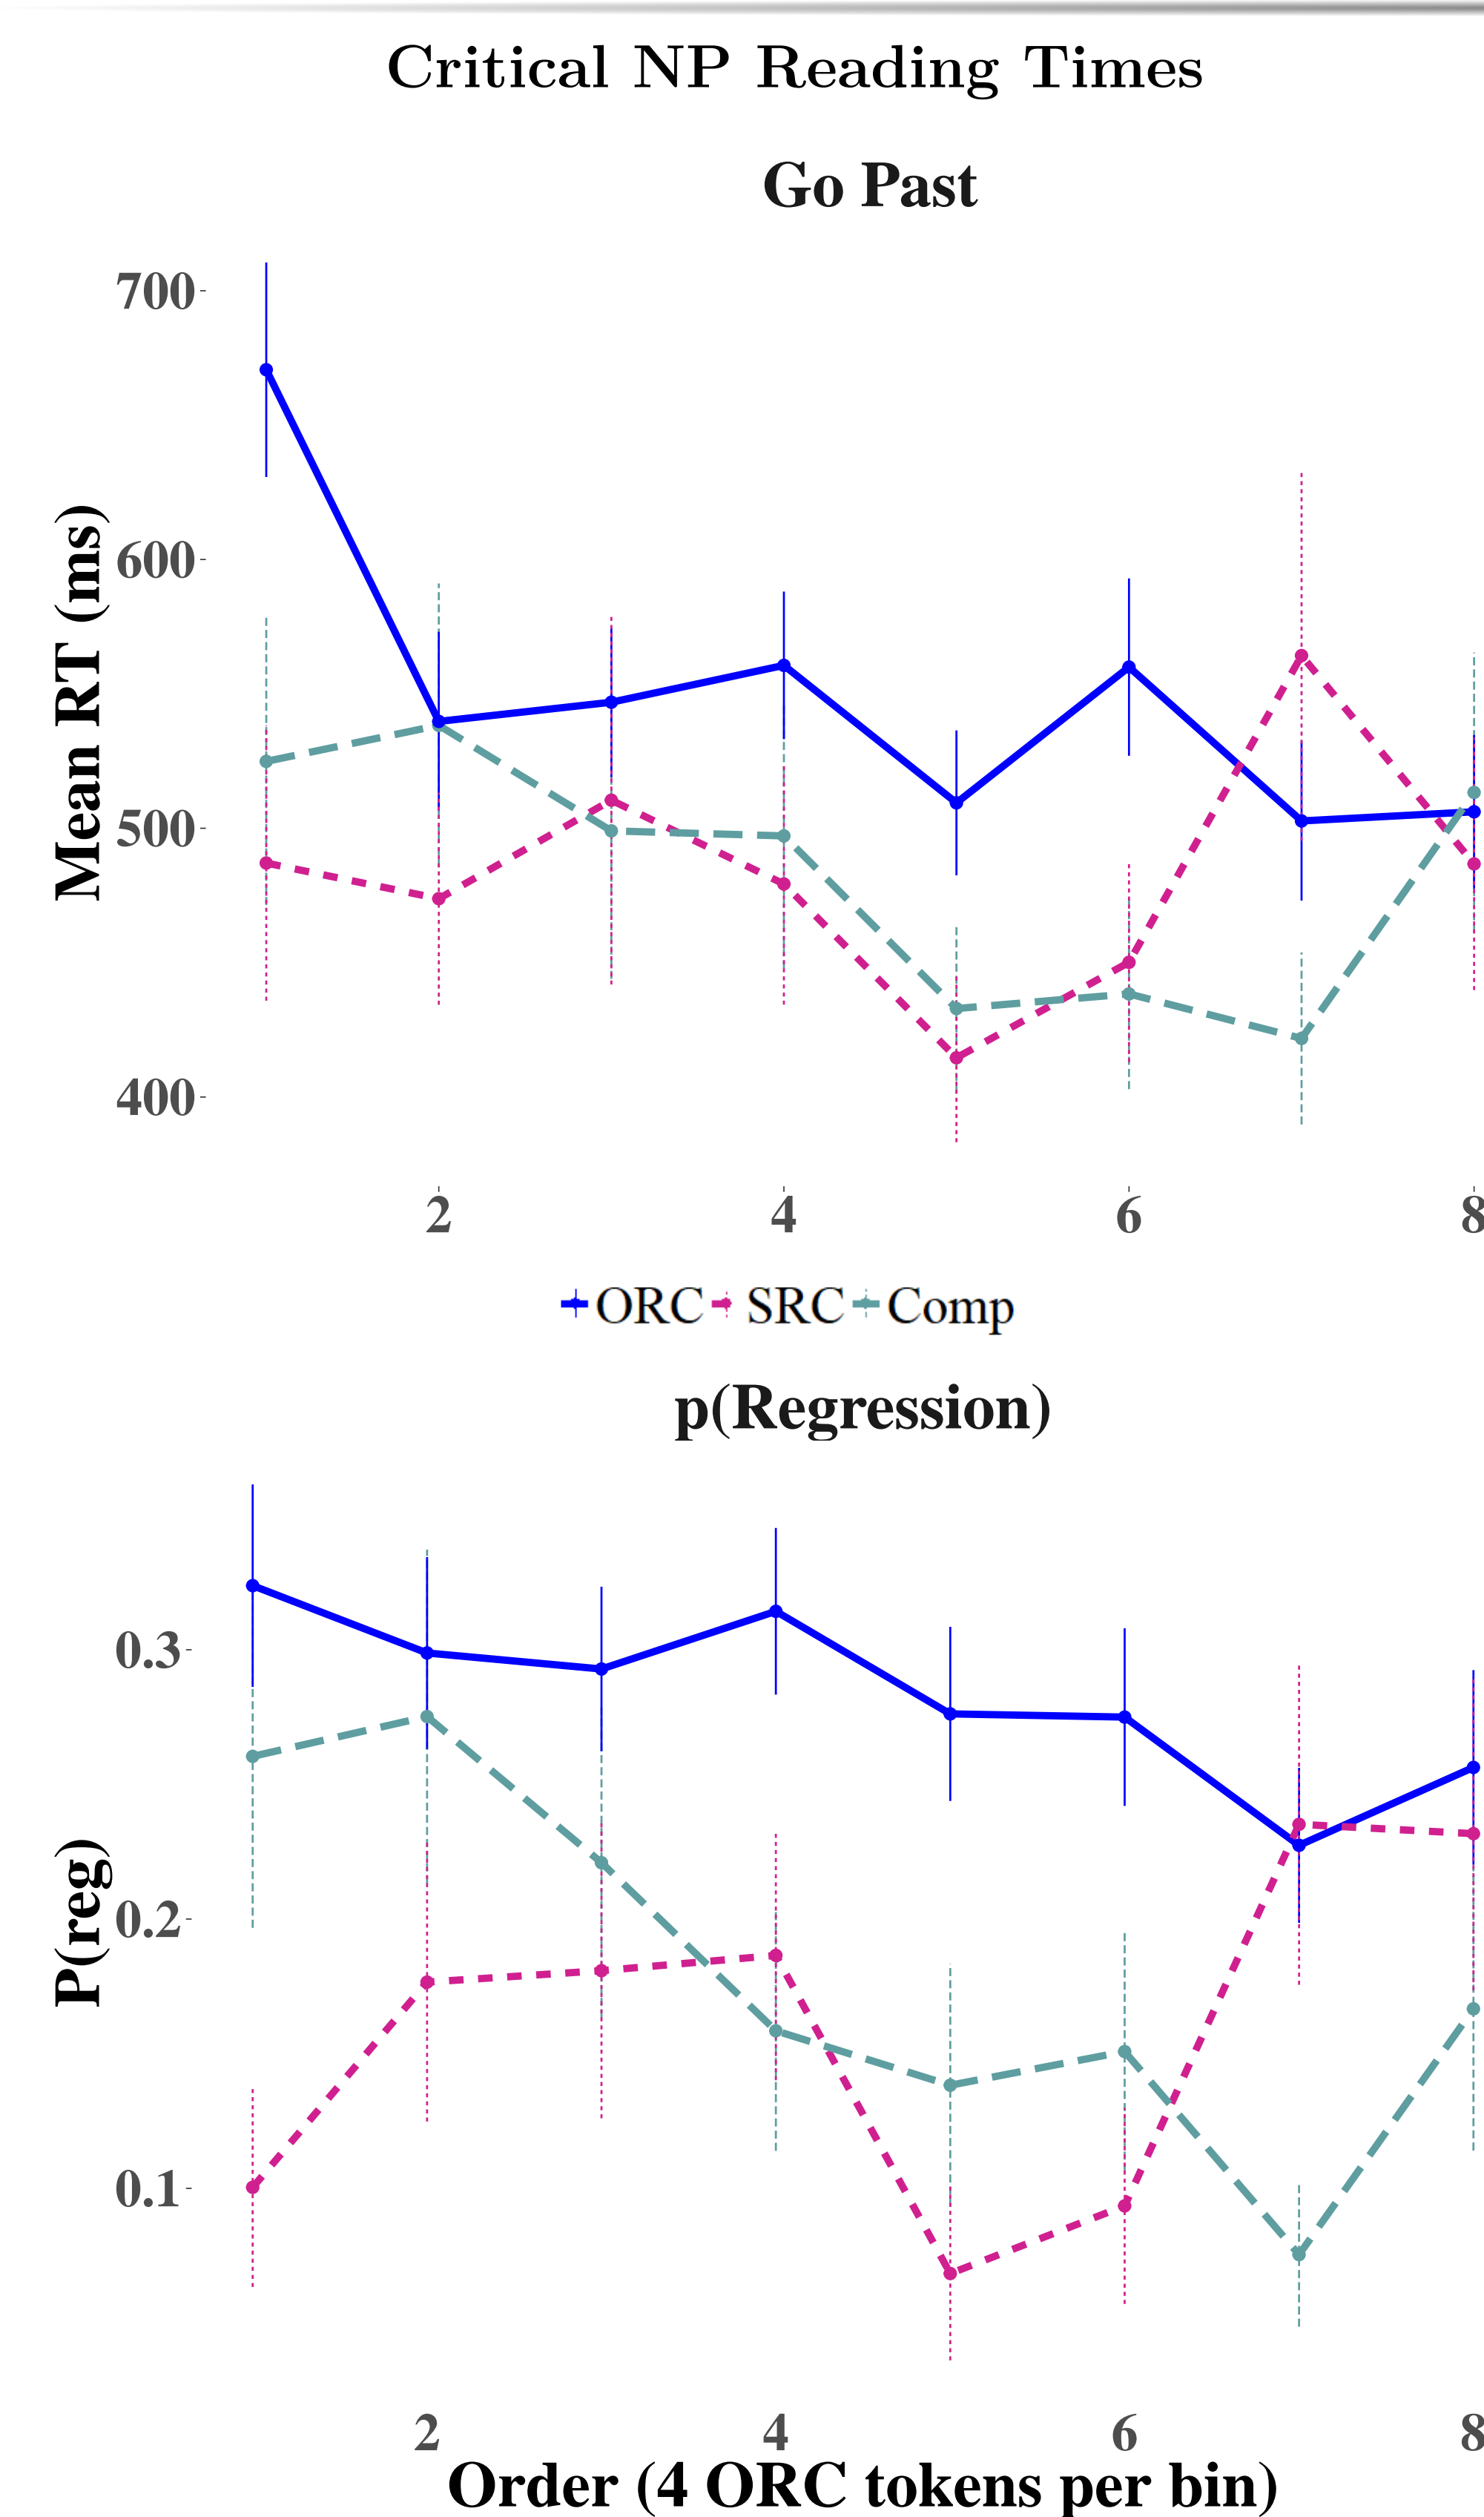 Critical NP Reading Times
Go Past
Mean RT (ms)
700
600
500
400
2 4 6 8
ORC SRC Comp
p(Regression)
P(reg)
0.3
0.2
0.1
2 4 6 8
Order (4 ORC tokens per bin)